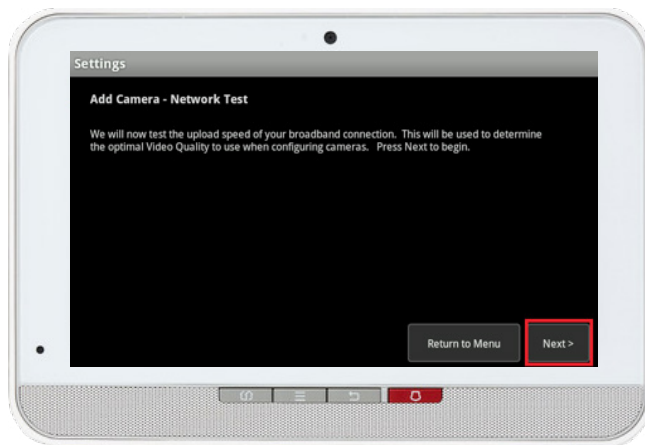 Settings
Add Camera - Network Test
We will now test the upload speed of your broadband connection. This will be used to determine
the optimal Video Quality to use when configuring cameras. Press Next to begin.
Return to Menu
Next >